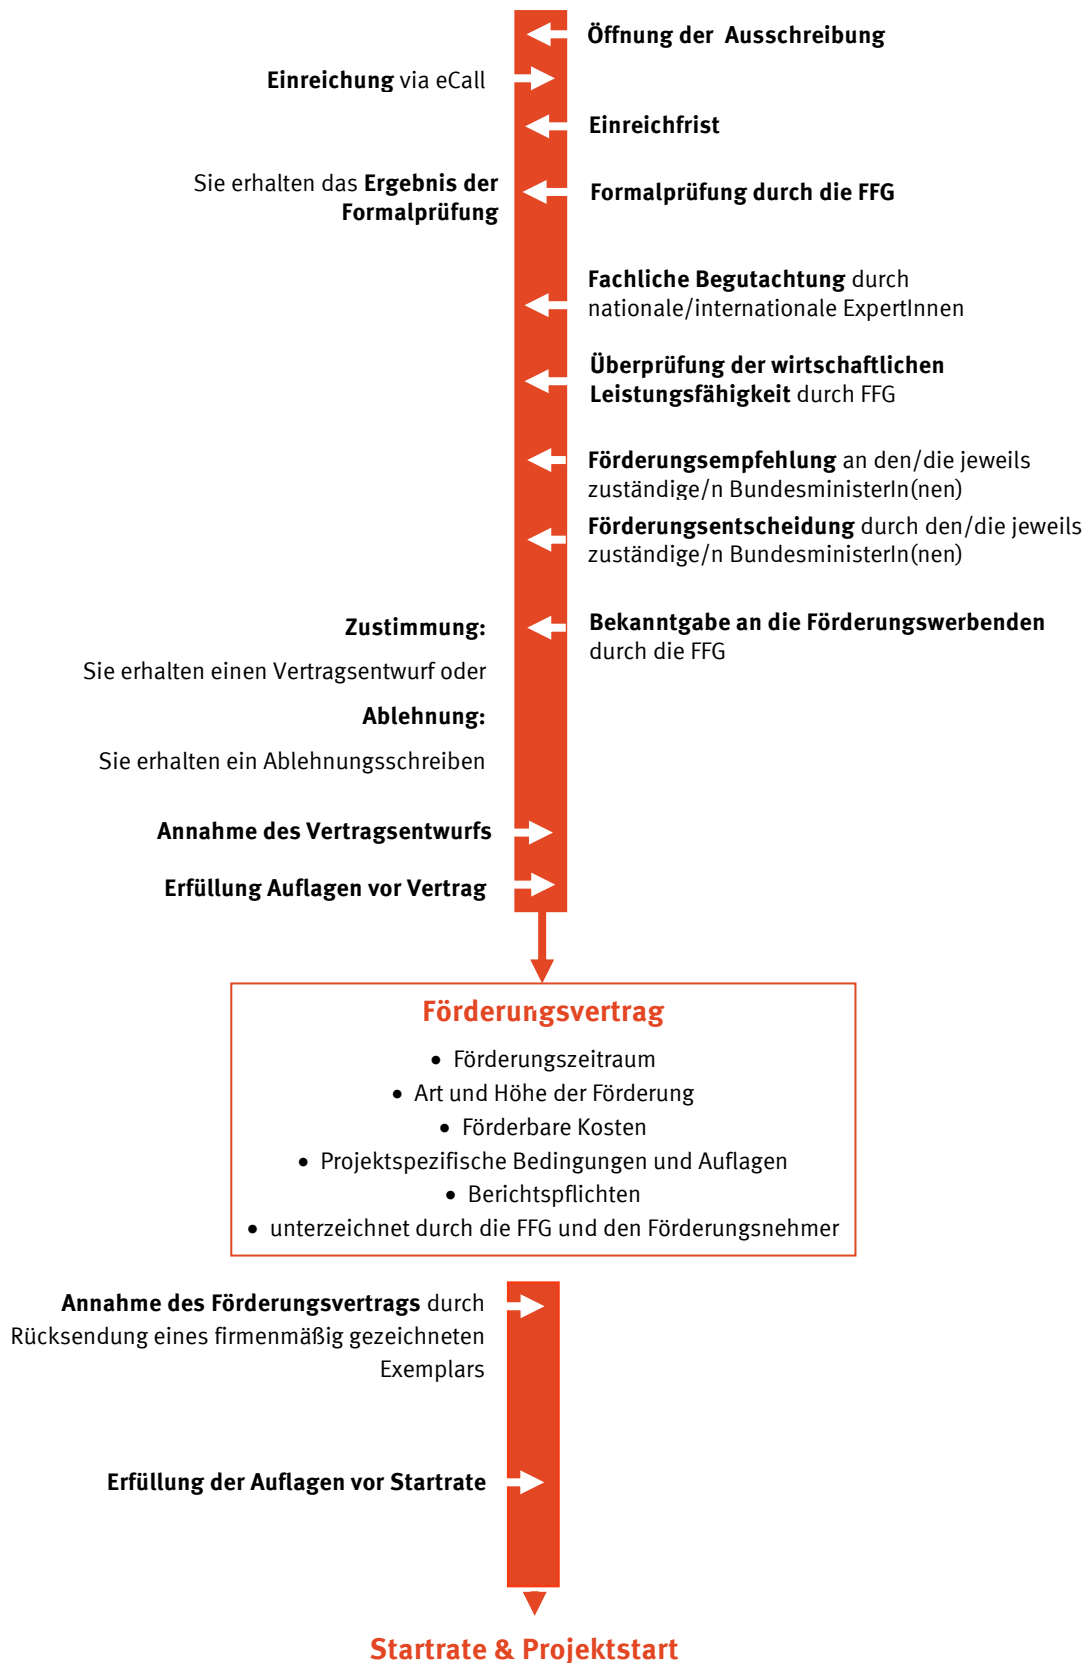 Öffnung der Ausschreibung
Einreichung via eCall
Einreichfrist
Sie erhalten das Ergebnis der
Formalprüfung
Formalprüfung durch die FFG
Fachliche Begutachtung durch
nationale/internationale ExpertInnen
Überprüfung der wirtschaftlichen
Leistungsfähigkeit durch FFG
Förderungsempfehlung an den/die jeweils
zuständige/n BundesministerIn(nen)
Förderungsentscheidung durch den/die jeweils
zuständige/n BundesministerIn(nen)
Bekanntgabe an die Förderungswerbenden
durch die FFG
Zustimmung:
Sie erhalten einen Vertragsentwurf oder
Ablehnung:
Sie erhalten ein Ablehnungsschreiben
Annahme des Vertragsentwurfs
Erfüllung Auflagen vor Vertrag
Förderungsvertrag
• Förderungszeitraum
• Art und Höhe der Förderung
• Förderbare Kosten
• Projektspezifische Bedingungen und Auflagen
• Berichtspflichten
• unterzeichnet durch die FFG und den Förderungsnehmer
Annahme des Förderungsvertrags durch
Rücksendung eines firmenmäßig gezeichneten
Exemplars
Erfüllung der Auflagen vor Startrate
Startrate & Projektstart